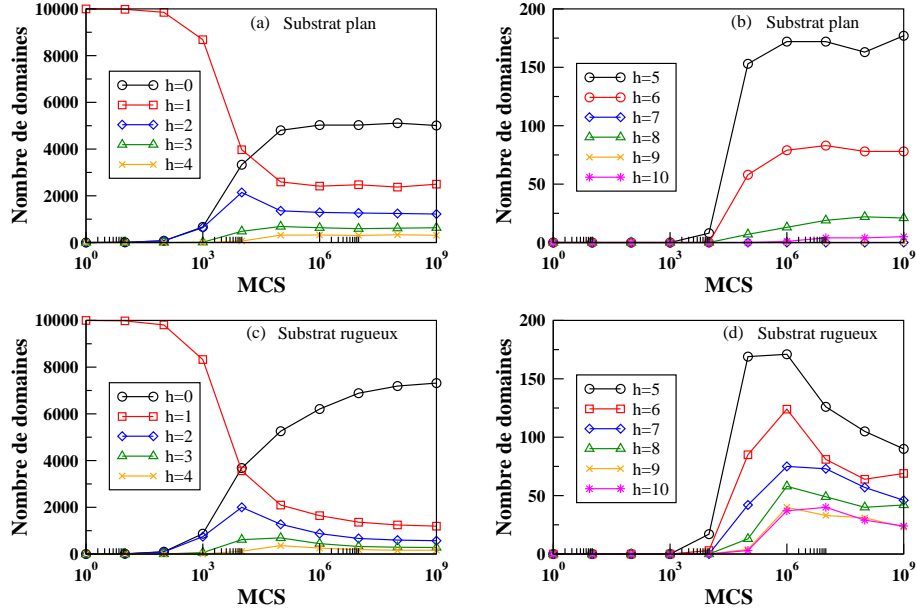 (a) Substrat plan
Nombre de domaines
10000
8000
6000
4000
2000
0
h=0
h=1
h=2
h=3
h=4
10^0 10^3 10^6 10^9
MCS
(b) Substrat plan
Nombre de domaines
200
150
100
50
0
h=5
h=6
h=7
h=8
h=9
h=10
10^0 10^3 10^6 10^9
MCS
(c) Substrat rugueux
Nombre de domaines
10000
8000
6000
4000
2000
0
h=0
h=1
h=2
h=3
h=4
10^0 10^3 10^6 10^9
MCS
(d) Substrat rugueux
Nombre de domaines
200
150
100
50
0
h=5
h=6
h=7
h=8
h=9
h=10
10^0 10^3 10^6 10^9
MCS